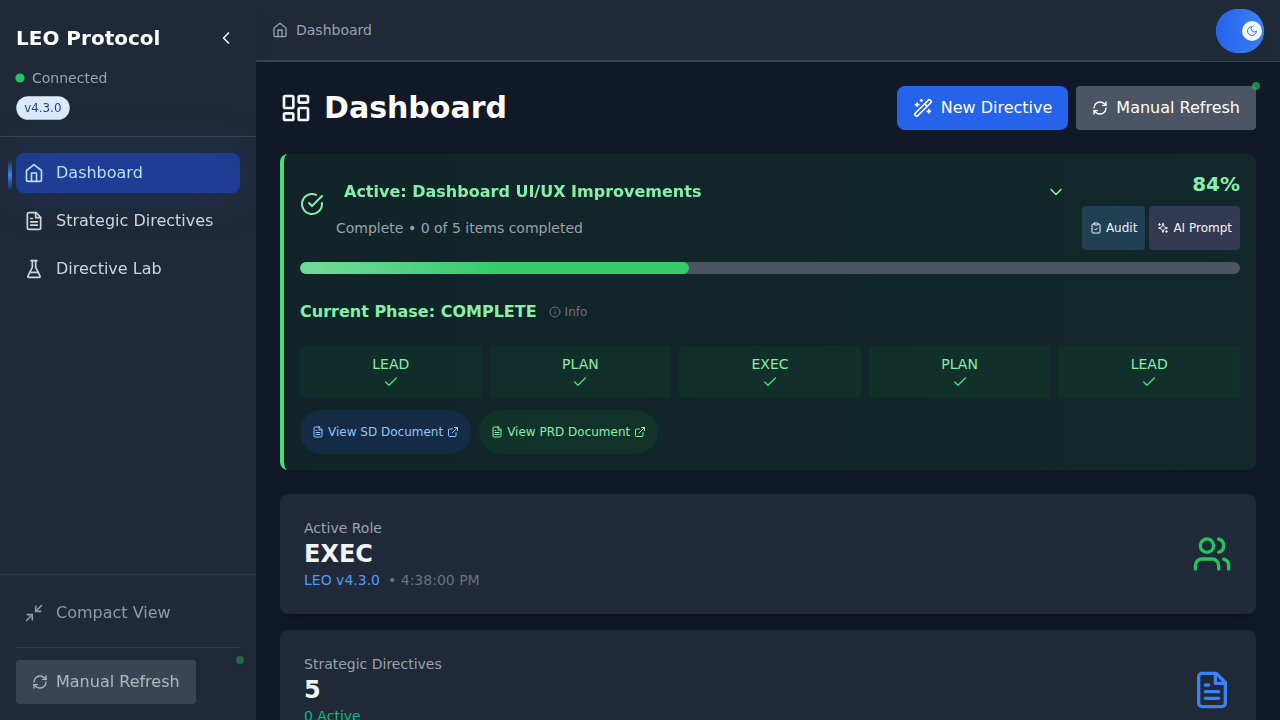 LEO Protocol
Connected
v4.3.0
Dashboard
Strategic Directives
Directive Lab
Compact View
Manual Refresh
Dashboard
Dashboard
New Directive
Manual Refresh
Active: Dashboard UI/UX Improvements
84%
Complete • 0 of 5 items completed
Audit
AI Prompt
Current Phase: COMPLETE
Info
LEAD
PLAN
EXEC
PLAN
LEAD
View SD Document
View PRD Document
Active Role
EXEC
LEO v4.3.0 • 4:38:00 PM
Strategic Directives
5
0 Active